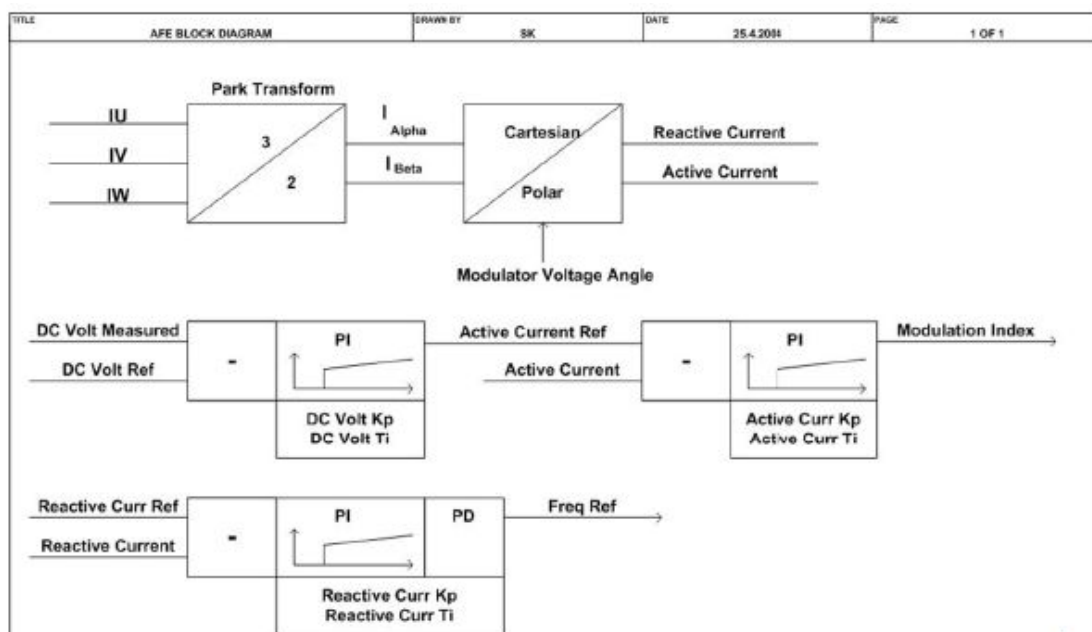 TITLE
AFE BLOCK DIAGRAM
DRAWN BY
SK
DATE
25.4.2004
PAGE
1 OF 1
Park Transform
IU
IV
IW
3
2
I Alpha
I Beta
Cartesian
Polar
Reactive Current
Active Current
Modulator Voltage Angle
DC Volt Measured
DC Volt Ref
-
PI
DC Volt Kp
DC Volt Ti
Active Current Ref
Active Current
-
PI
Active Curr Kp
Active Curr Ti
Modulation Index
Reactive Curr Ref
Reactive Current
-
PI
PD
Reactive Curr Kp
Reactive Curr Ti
Freq Ref